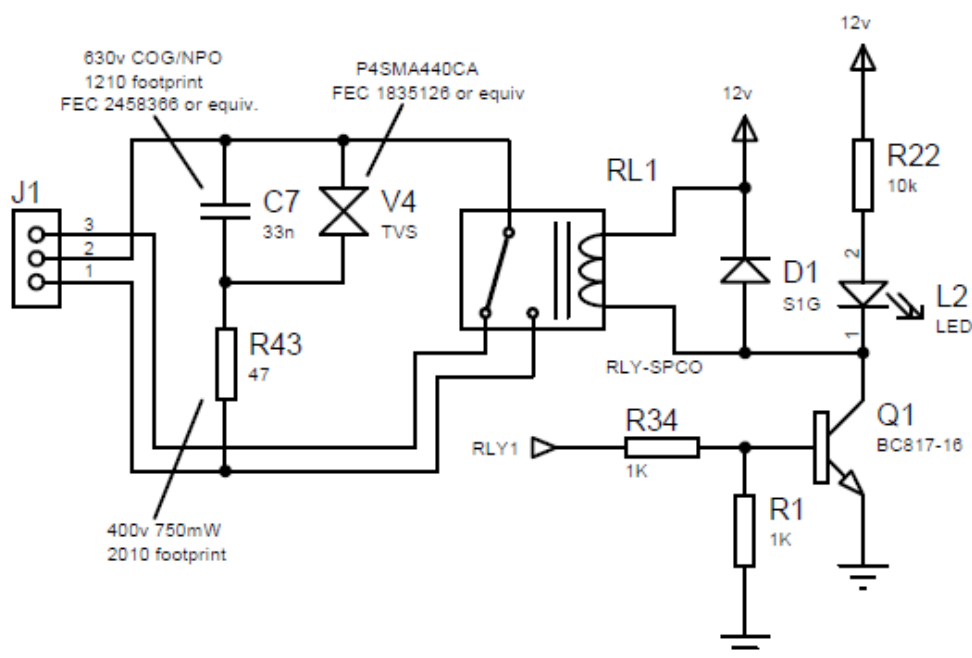 630v COG/NPO
1210 footprint
FEC 2458366 or equiv.
P4SMA440CA
FEC 1835126 or equiv
12v
12v
J1
3
2
1
C7
33n
V4
TVS
RL1
RLY-SPCO
R22
10k
D1
S1G
2
1
L2
LED
R43
47
400v 750mW
2010 footprint
RLY1
R34
1K
R1
1K
Q1
BC817-16